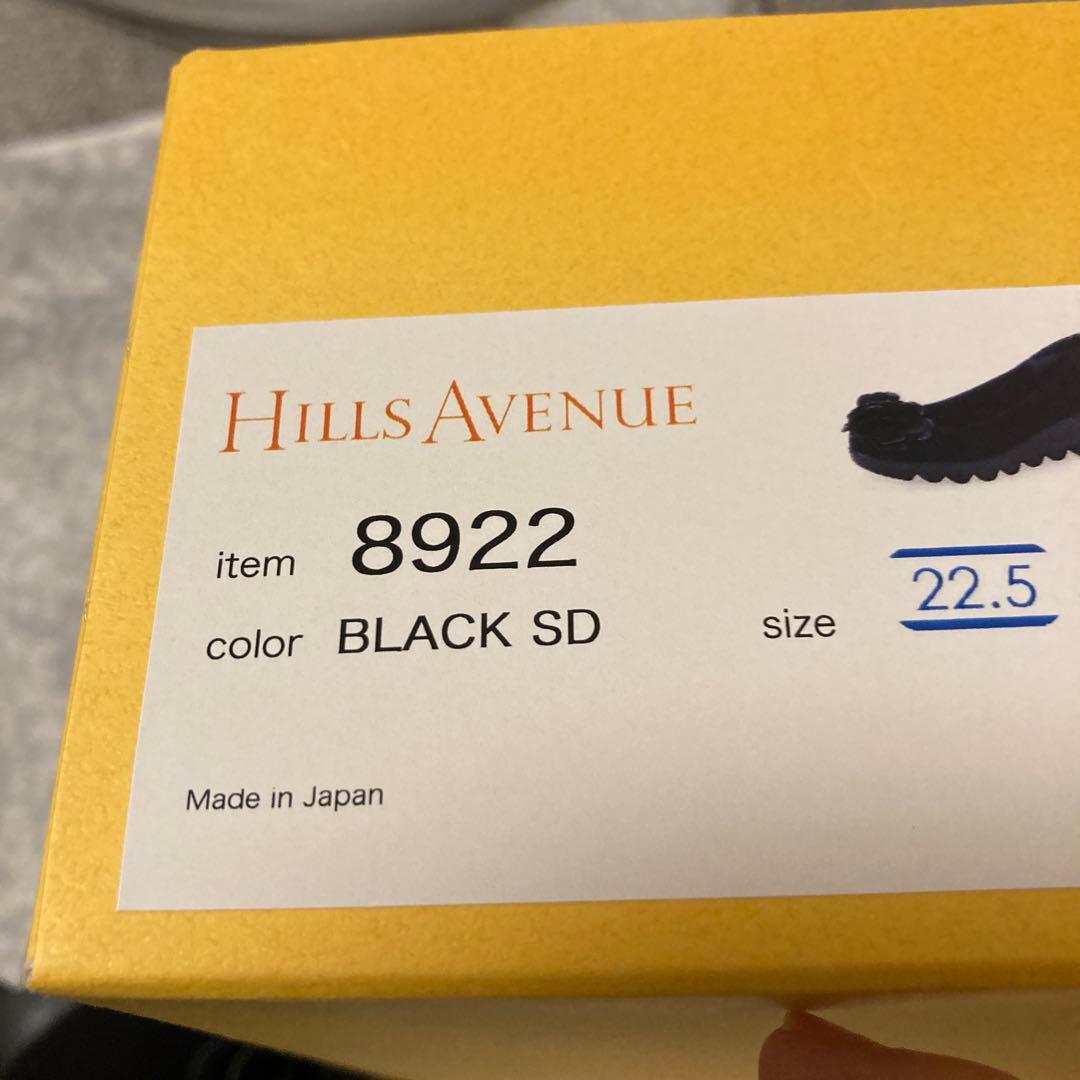 HILLS AVENUE
item 8922
color BLACK SD
size 22.5
Made in Japan